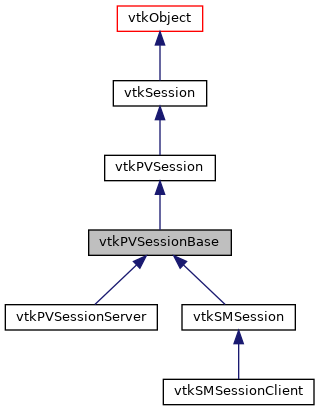 vtkObject
vtkSession
vtkPVSession
vtkPVSessionBase
vtkPVSessionServer
vtkSMSession
vtkSMSessionClient